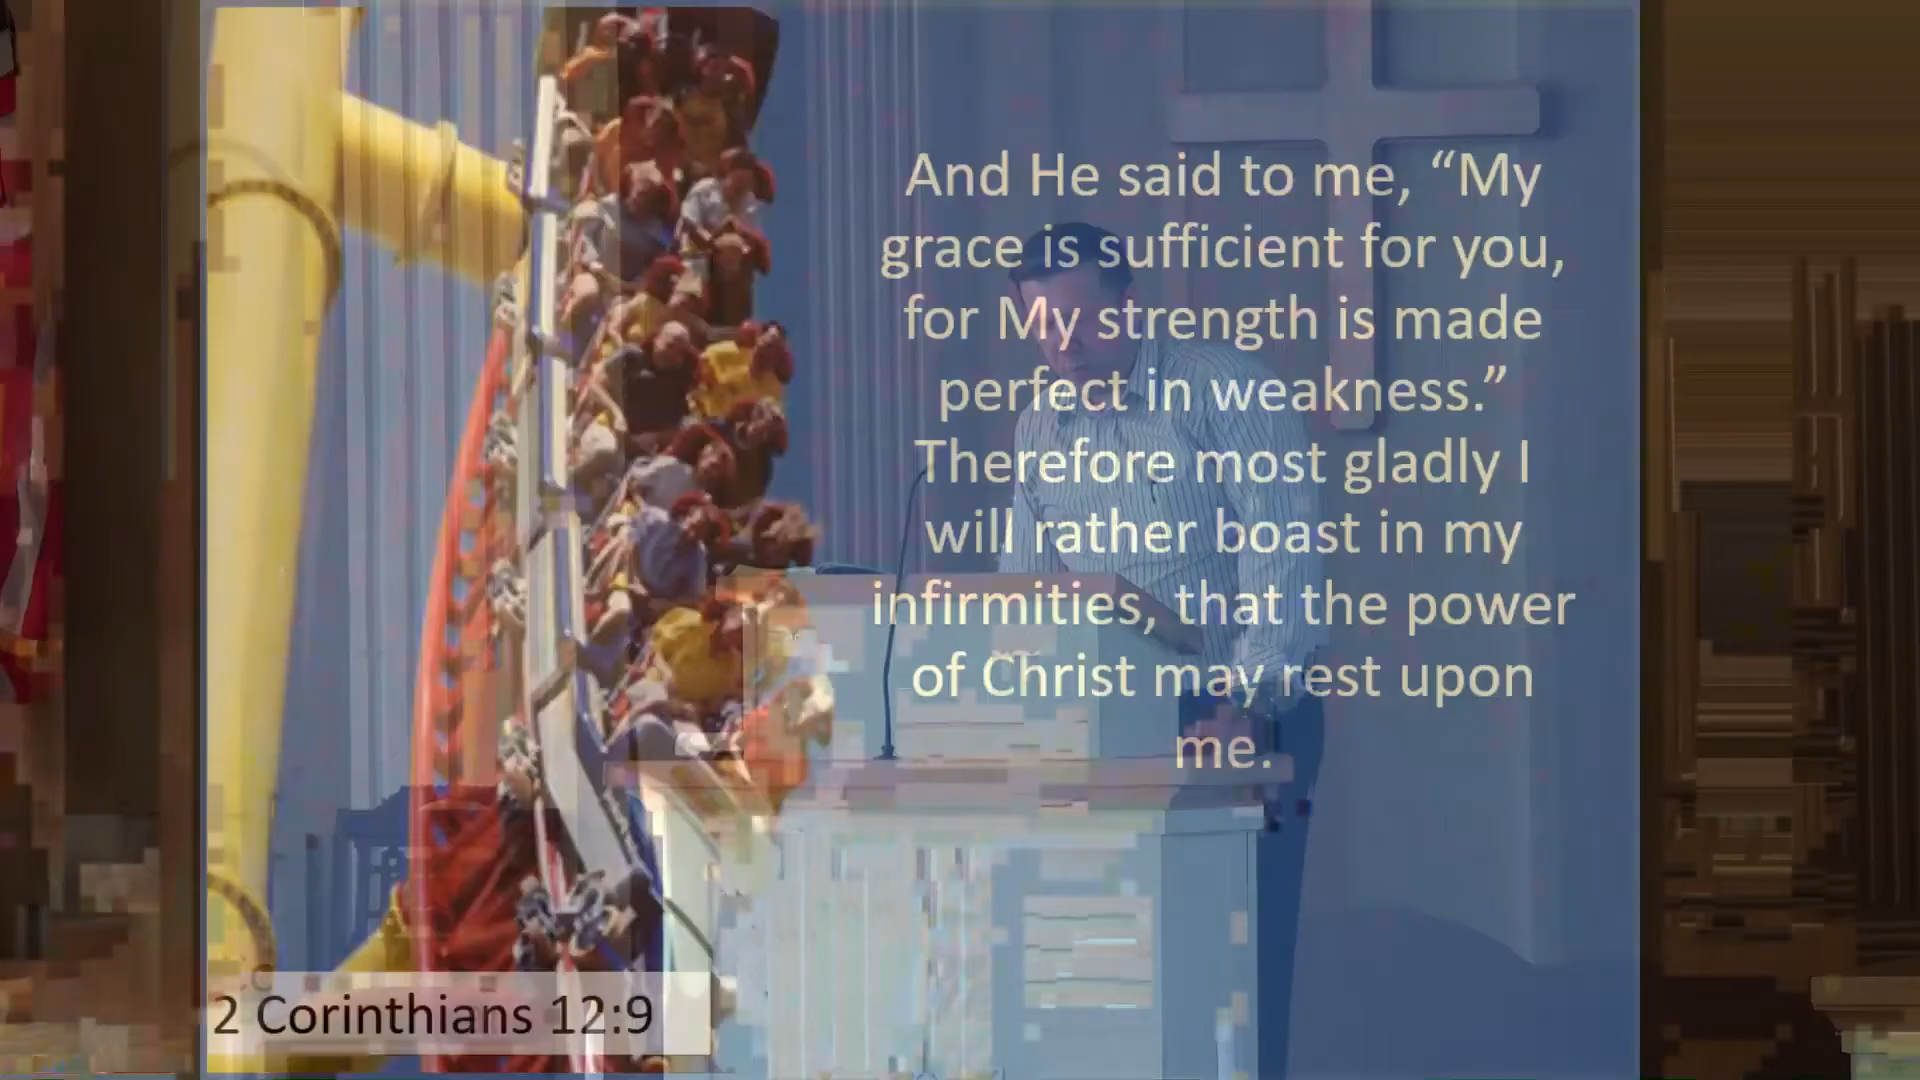 And He said to me, “My
grace is sufficient for you,
for My strength is made
perfect in weakness.”
Therefore most gladly I
will rather boast in my
infirmities, that the power
of Christ may rest upon
me.
2 Corinthians 12:9